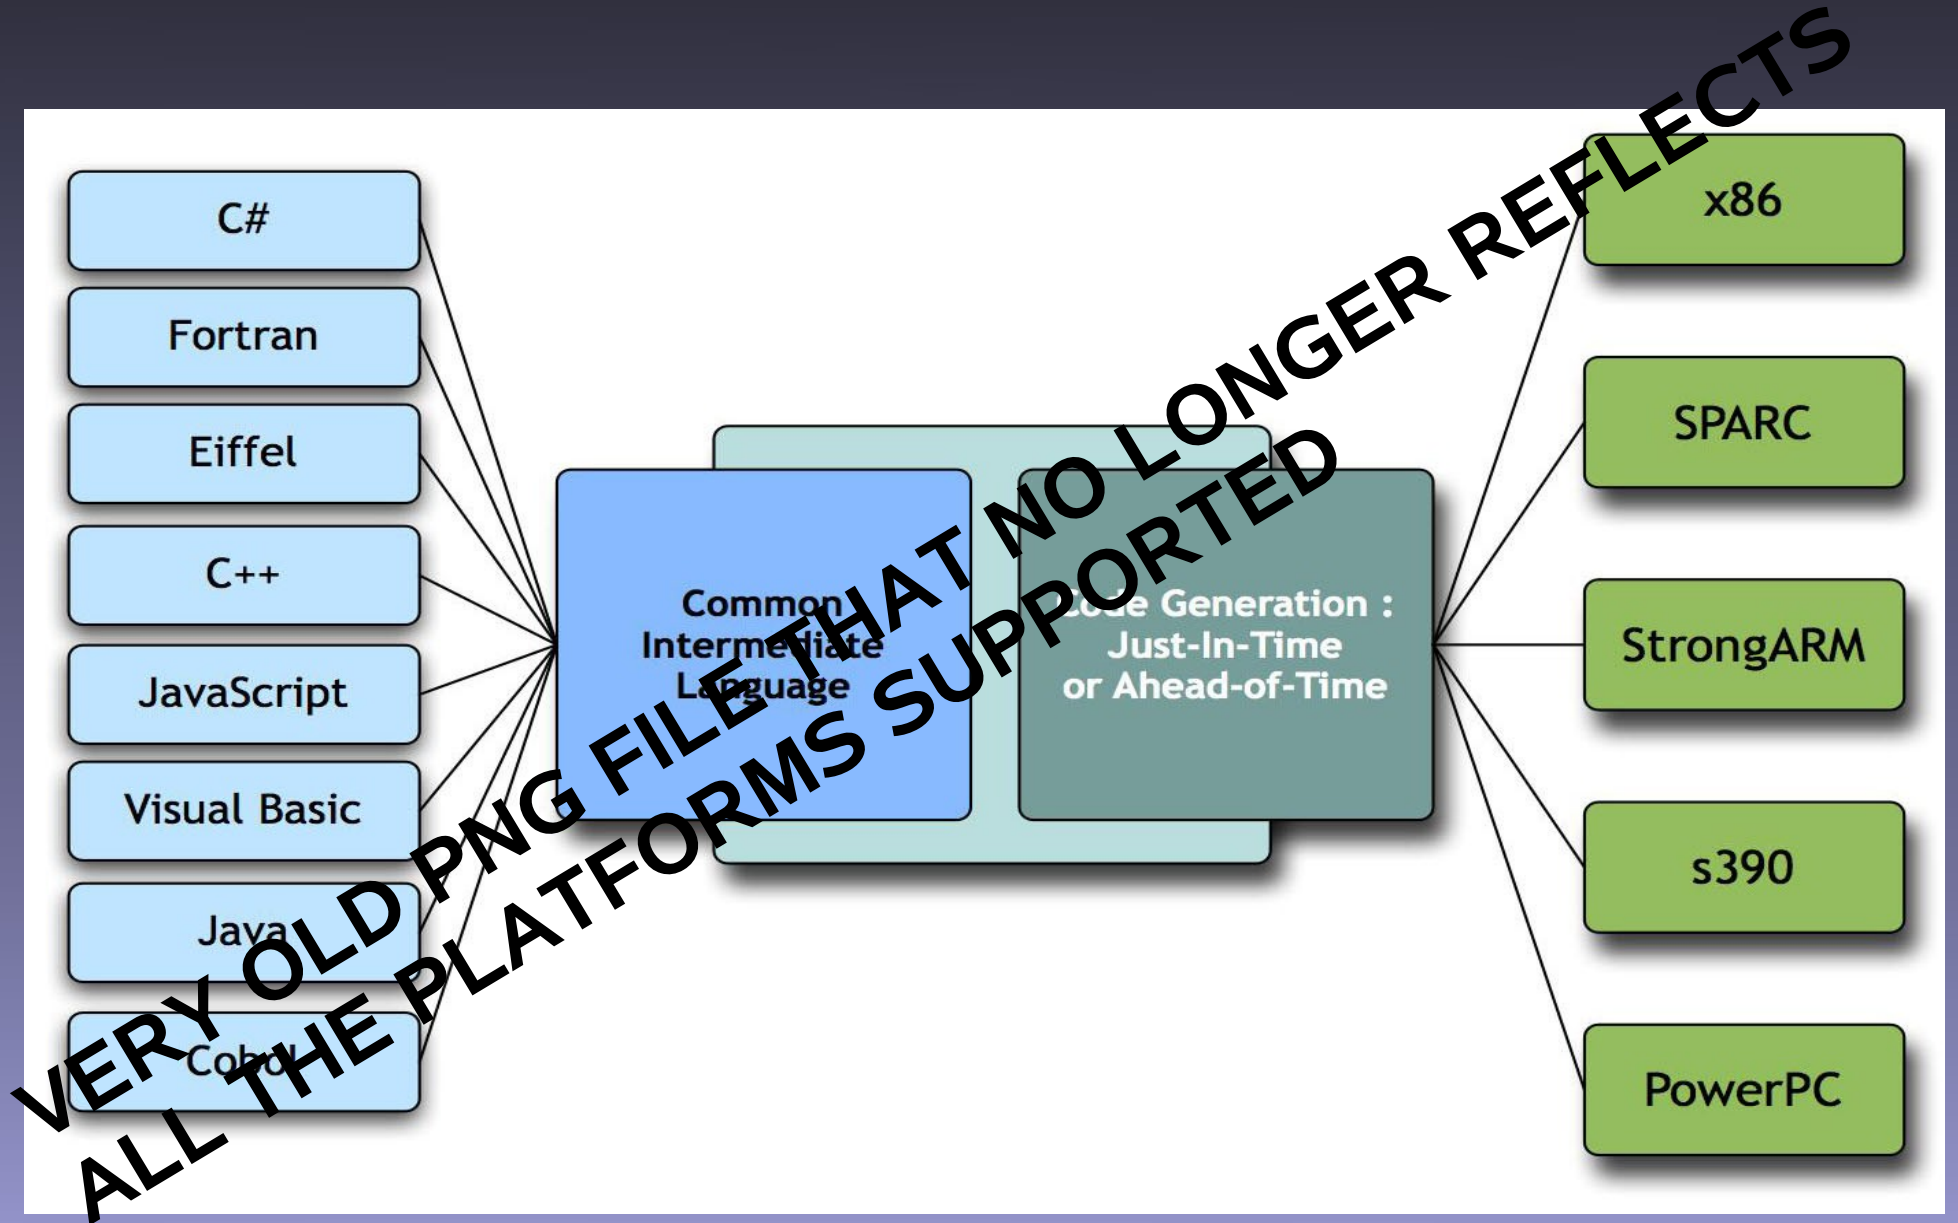 C#
Fortran
Eiffel
C++
JavaScript
Visual Basic
Java
Cobol
Common
Intermediate
Language
Code Generation :
Just-In-Time
or Ahead-of-Time
x86
SPARC
StrongARM
s390
PowerPC
VERY OLD PNG FILE THAT NO LONGER REFLECTS
ALL THE PLATFORMS SUPPORTED